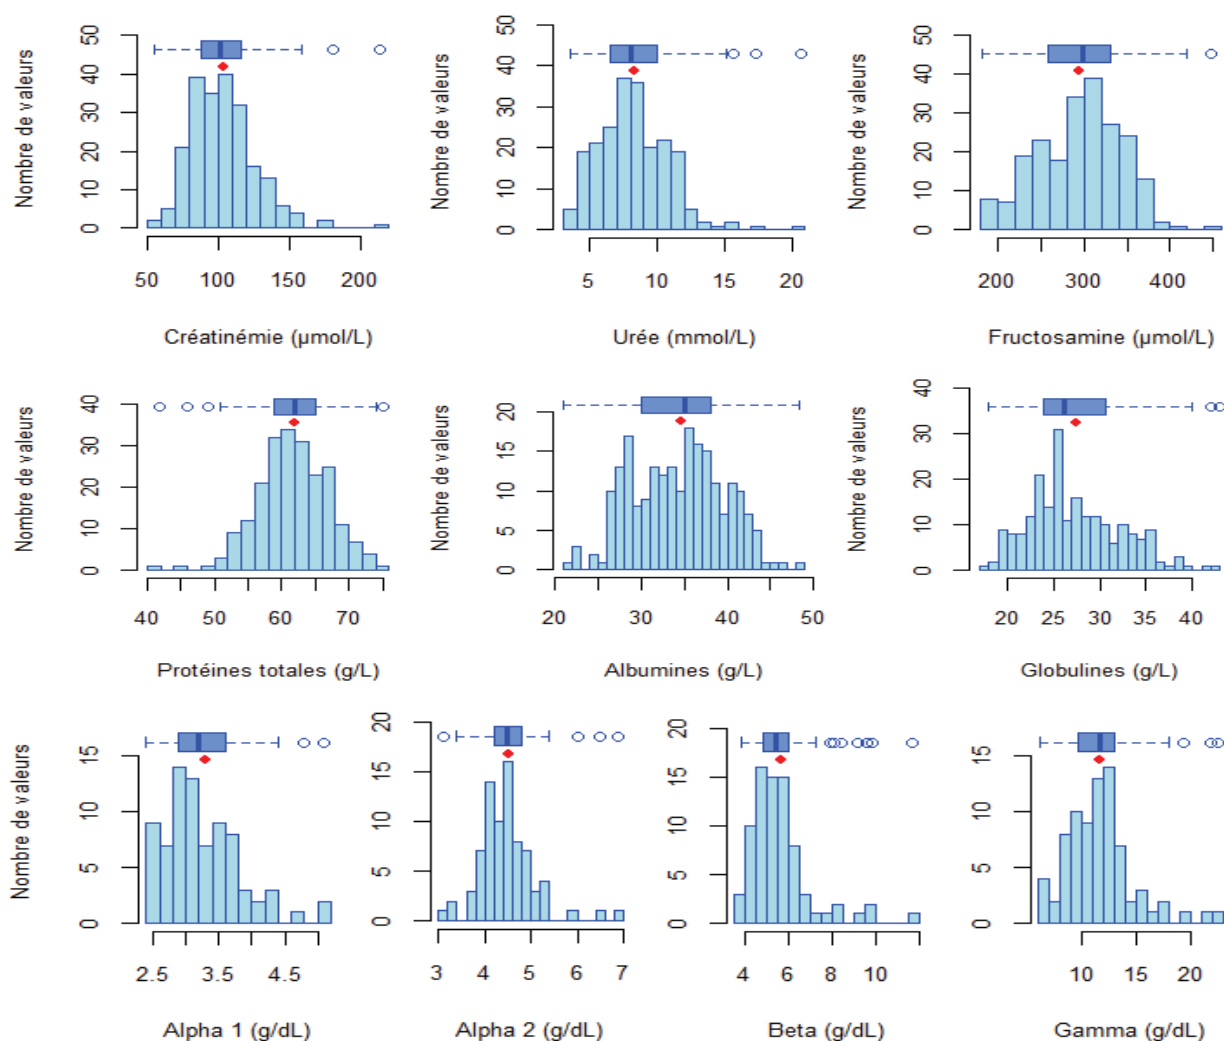 Nombre de valeurs
0 10 20 30 40 50
50 100 150 200
Créatinémie (µmol/L)
Nombre de valeurs
0 10 20 30 40 50
5 10 15 20
Urée (mmol/L)
Nombre de valeurs
0 10 20 30 40 50
200 300 400
Fructosamine (µmol/L)
Nombre de valeurs
0 10 20 30 40
40 50 60 70
Protéines totales (g/L)
Nombre de valeurs
0 5 10 15 20
20 30 40 50
Albumines (g/L)
Nombre de valeurs
0 10 20 30 40
20 25 30 35 40
Globulines (g/L)
Nombre de valeurs
0 5 10 15
2.5 3.5 4.5
Alpha 1 (g/dL)
0 5 10 15 20
3 4 5 6 7
Alpha 2 (g/dL)
0 5 10 15 20
4 6 8 10
Beta (g/dL)
0 5 10 15
10 15 20
Gamma (g/dL)